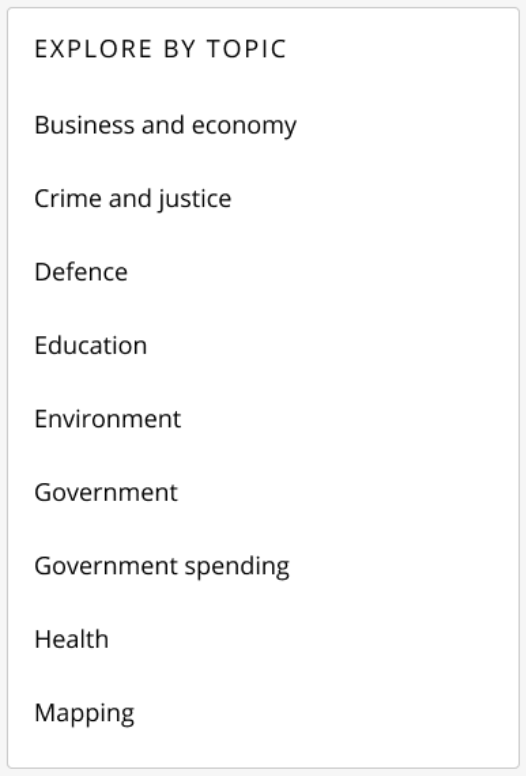 EXPLORE BY TOPIC
Business and economy
Crime and justice
Defence
Education
Environment
Government
Government spending
Health
Mapping